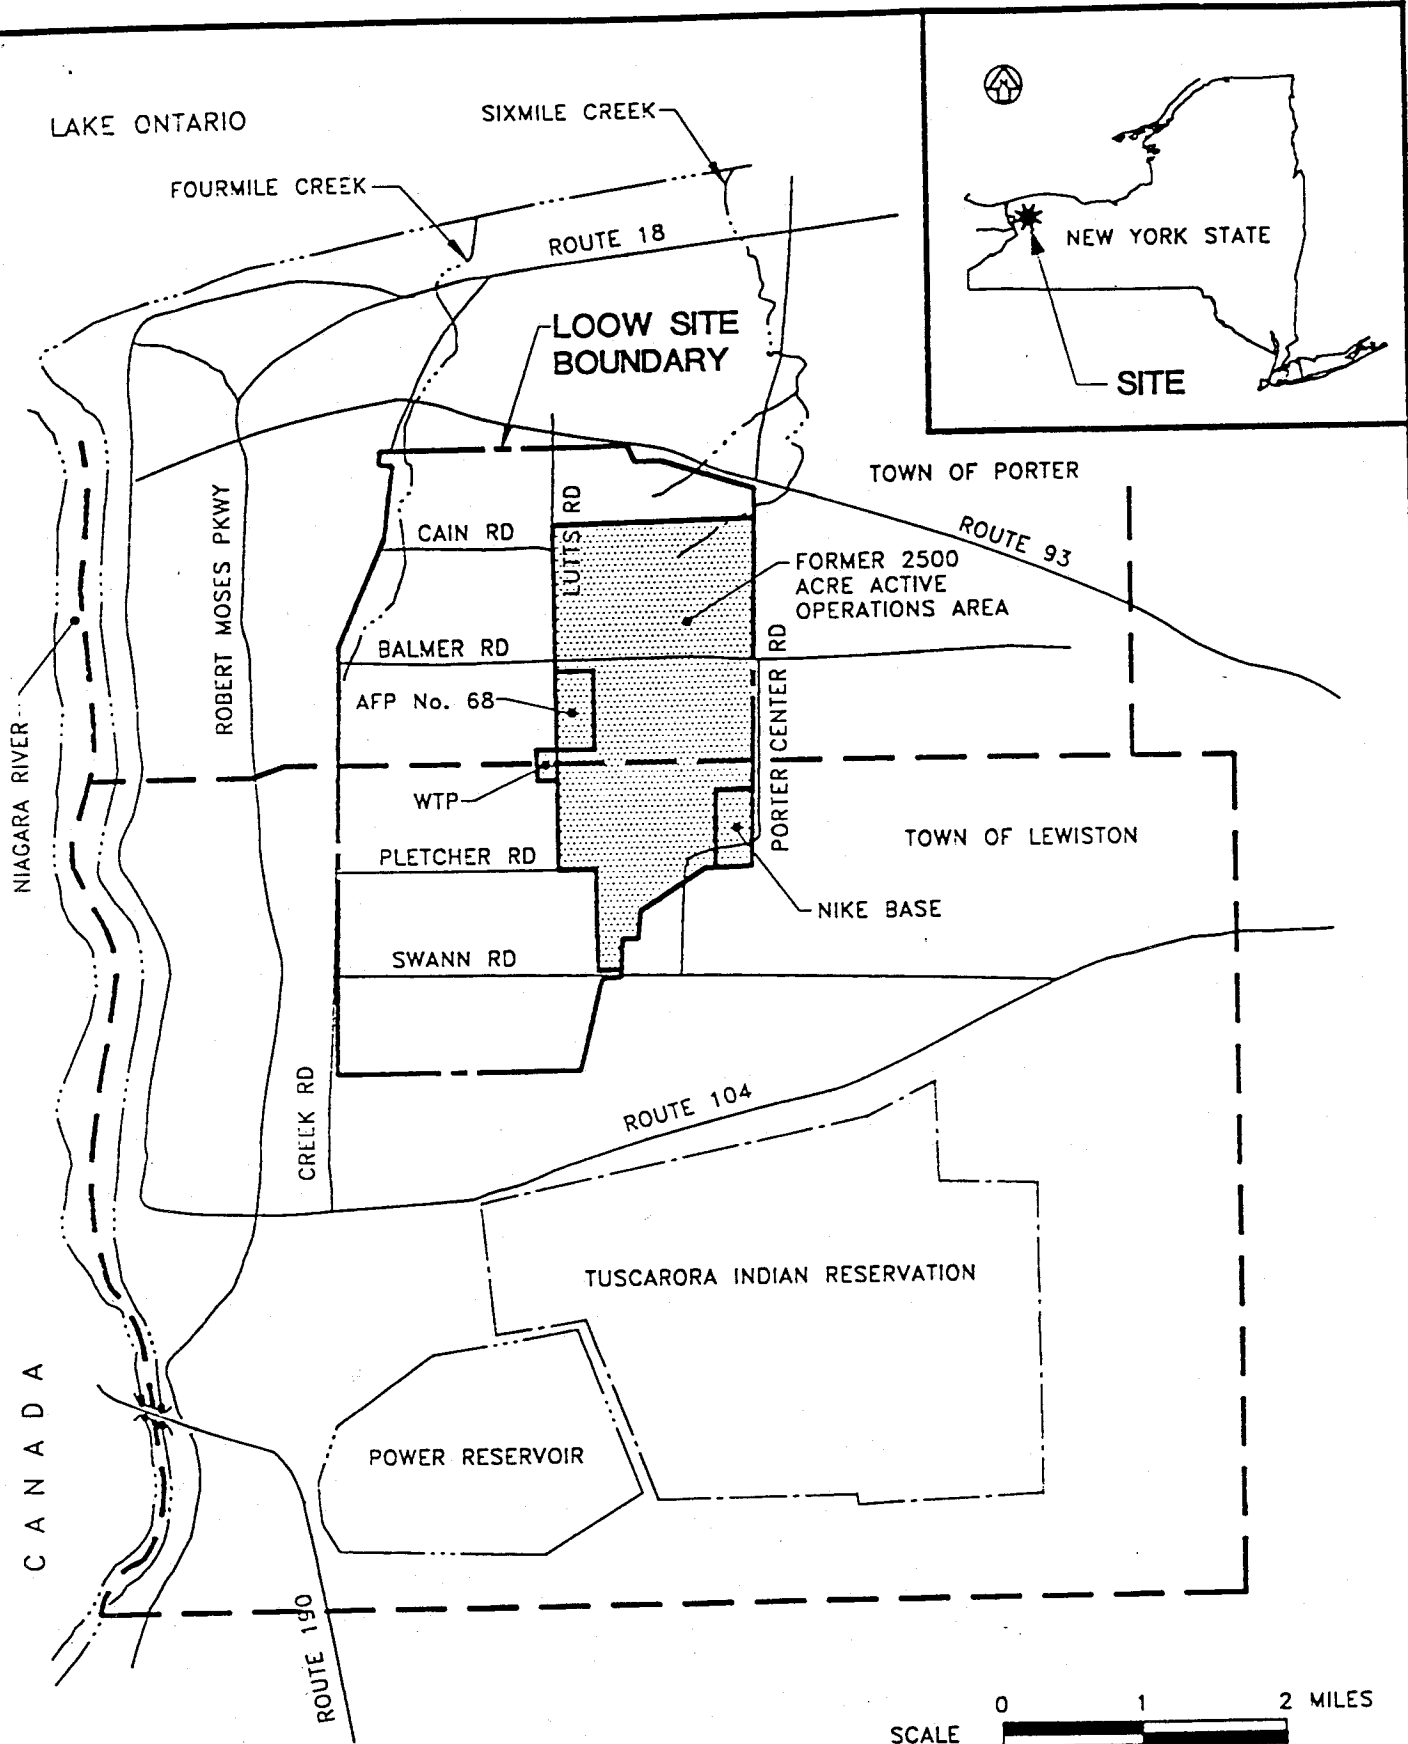 LAKE ONTARIO
SIXMILE CREEK
FOURMILE CREEK
ROUTE 18
NEW YORK STATE
SITE
LOOW SITE
BOUNDARY
TOWN OF PORTER
ROUTE 93
ROBERT MOSES PKWY
LUTTS RD
CAIN RD
FORMER 2500
ACRE ACTIVE
OPERATIONS AREA
BALMER RD
AFP No. 68
PORTER CENTER RD
NIAGARA RIVER
WTP
TOWN OF LEWISTON
PLETCHER RD
NIKE BASE
SWANN RD
CREEK RD
ROUTE 104
TUSCARORA INDIAN RESERVATION
CANADA
POWER RESERVOIR
ROUTE 190
0 1 2 MILES
SCALE